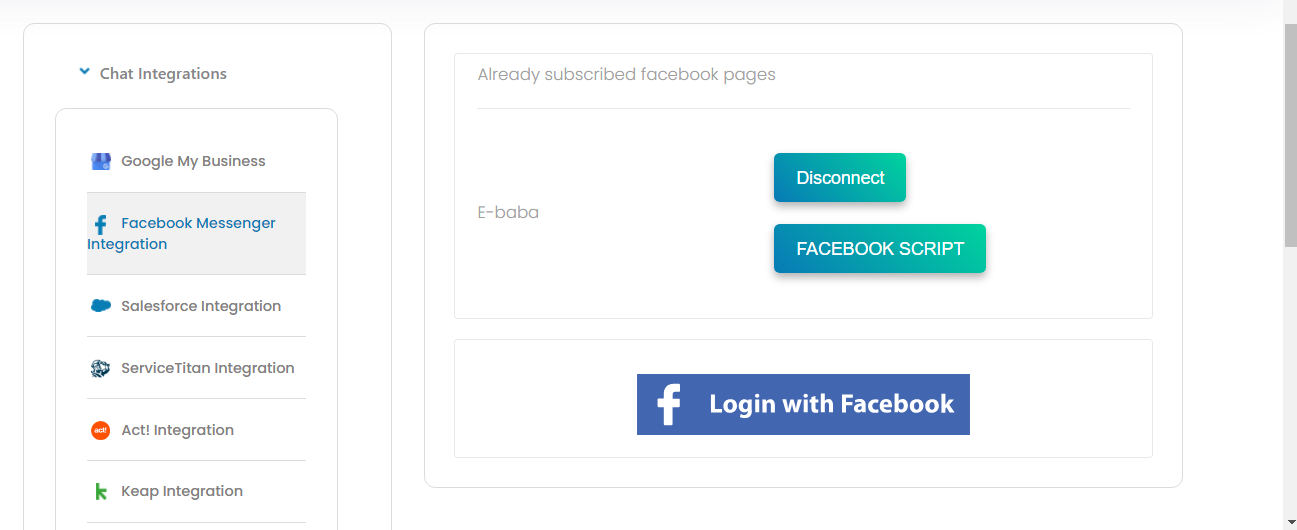 Chat Integrations
Google My Business
Facebook Messenger
Integration
Salesforce Integration
ServiceTitan Integration
act!
Act! Integration
Keap Integration
Already subscribed facebook pages
E-baba
Disconnect
FACEBOOK SCRIPT
Login with Facebook